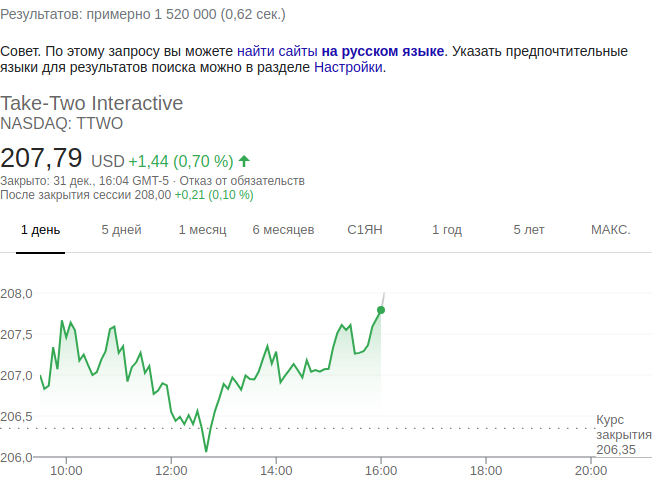 Результатов: примерно 1 520 000 (0,62 сек.)
Совет. По этому запросу вы можете найти сайты на русском языке. Указать предпочтительные
языки для результатов поиска можно в разделе Настройки.
Take-Two Interactive
NASDAQ: TTWO
207,79 USD +1,44 (0,70 %)
Закрыто: 31 дек., 16:04 GMT-5 · Отказ от обязательств
После закрытия сессии 208,00 +0,21 (0,10 %)
1 день 5 дней 1 месяц 6 месяцев С1ЯН 1 год 5 лет МАКС.
208,0
207,5
207,0
206,5
206,0
Курс
закрытия
206,35
10:00 12:00 14:00 16:00 18:00 20:00